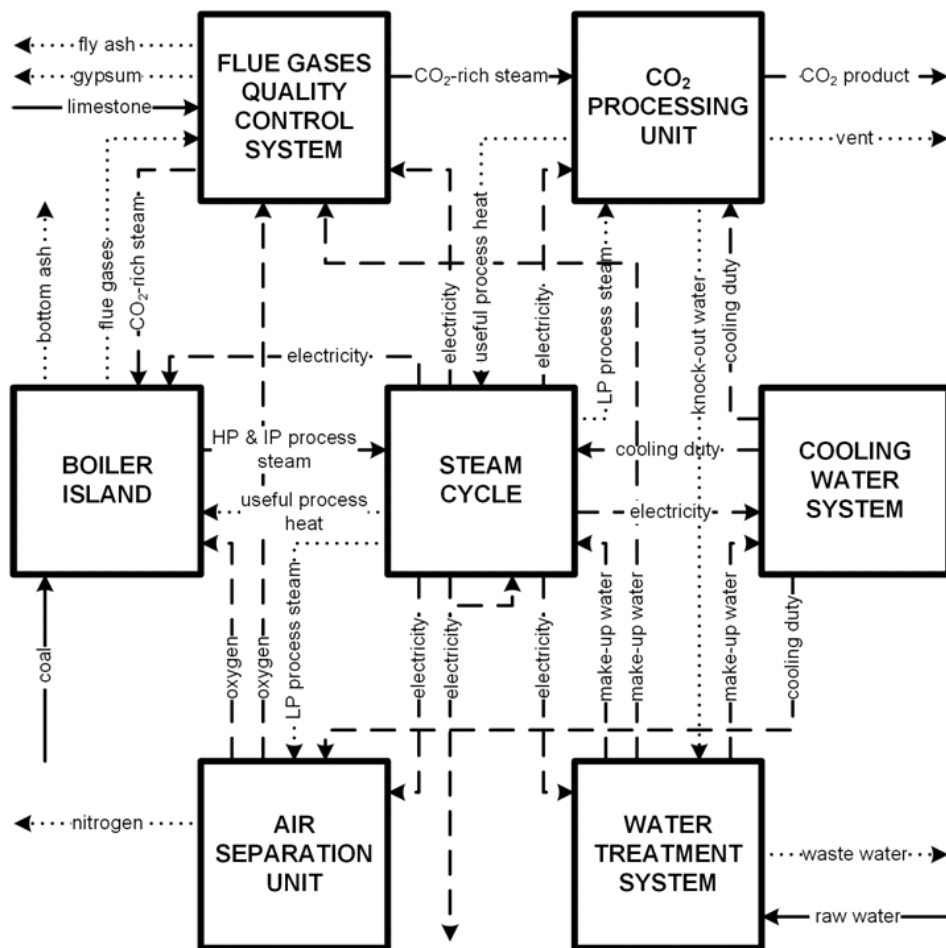 fly ash
gypsum
limestone
FLUE GASES
QUALITY
CONTROL
SYSTEM
CO₂-rich steam
CO₂
PROCESSING
UNIT
CO₂ product
vent
bottom ash
flue gases
CO₂-rich steam
electricity
electricity
useful process heat
electricity
LP process steam
knock-out water
cooling duty
BOILER
ISLAND
HP & IP process
steam
useful process
heat
STEAM
CYCLE
cooling duty
electricity
COOLING
WATER
SYSTEM
coal
oxygen
oxygen
LP process steam
electricity
electricity
electricity
make-up water
make-up water
make-up water
cooling duty
nitrogen
AIR
SEPARATION
UNIT
WATER
TREATMENT
SYSTEM
waste water
raw water